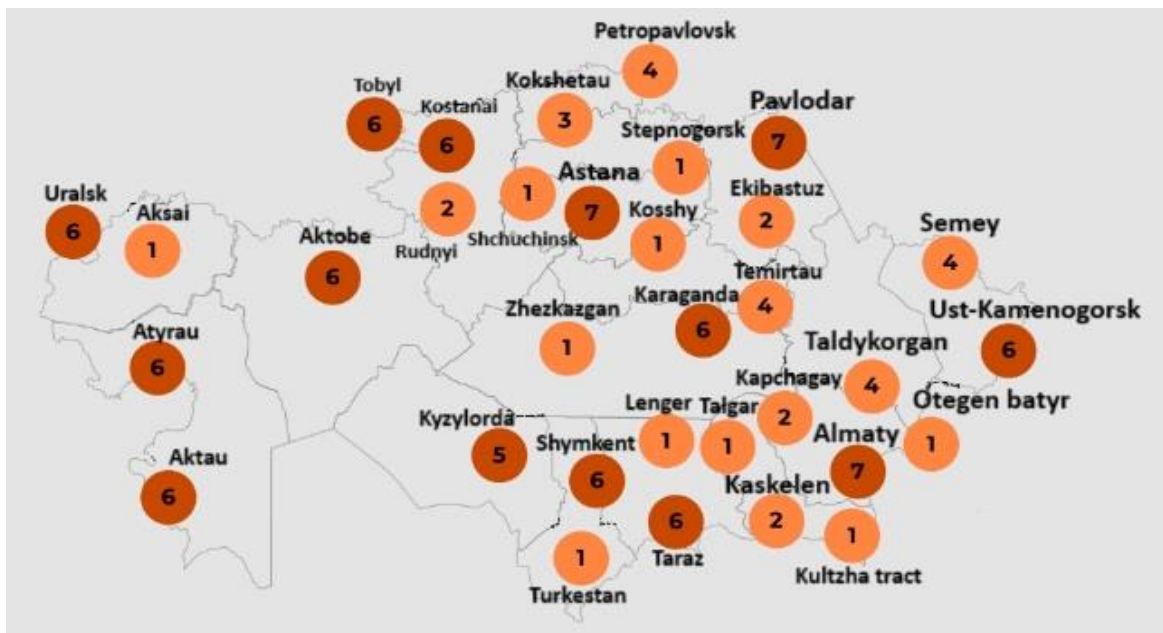 Petropavlovsk
4
Kokshetau
3
Tobyl
6
Kostanai
6
Pavlodar
7
Stepnogorsk
1
Astana
7
1
Shchuchinsk
Ekibastuz
2
Uralsk
6
Aksai
1
Aktobe
6
2
Rudnyi
Kosshy
1
Semey
4
Temirtau
4
Karaganda
6
Zhezkazgan
1
Ust-Kamenogorsk
6
Atyrau
6
Taldykorgan
4
Kapchagay
2
Otegen batyr
1
Lenger
1
Talgar
1
Almaty
7
Kyzylorda
5
Shymkent
6
Aktau
6
Kaskelen
2
6
Taraz
1
Kultzha tract
1
Turkestan